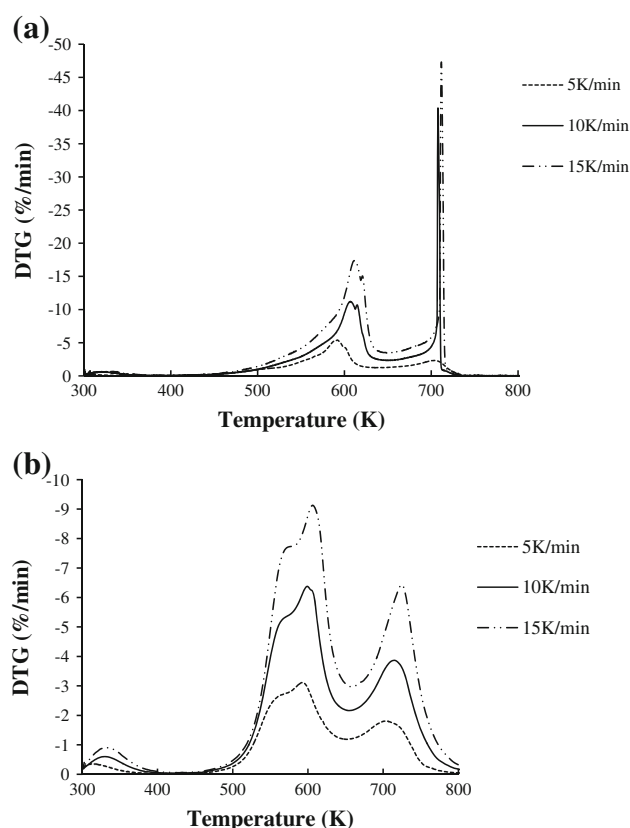 (a)
-50
-45
-40
-35
-30
-25
-20
-15
-10
-5
0
DTG (%/min)
300 400 500 600 700 800
Temperature (K)
5K/min
10K/min
15K/min
(b)
-10
-9
-8
-7
-6
-5
-4
-3
-2
-1
0
DTG (%/min)
300 400 500 600 700 800
Temperature (K)
5K/min
10K/min
15K/min